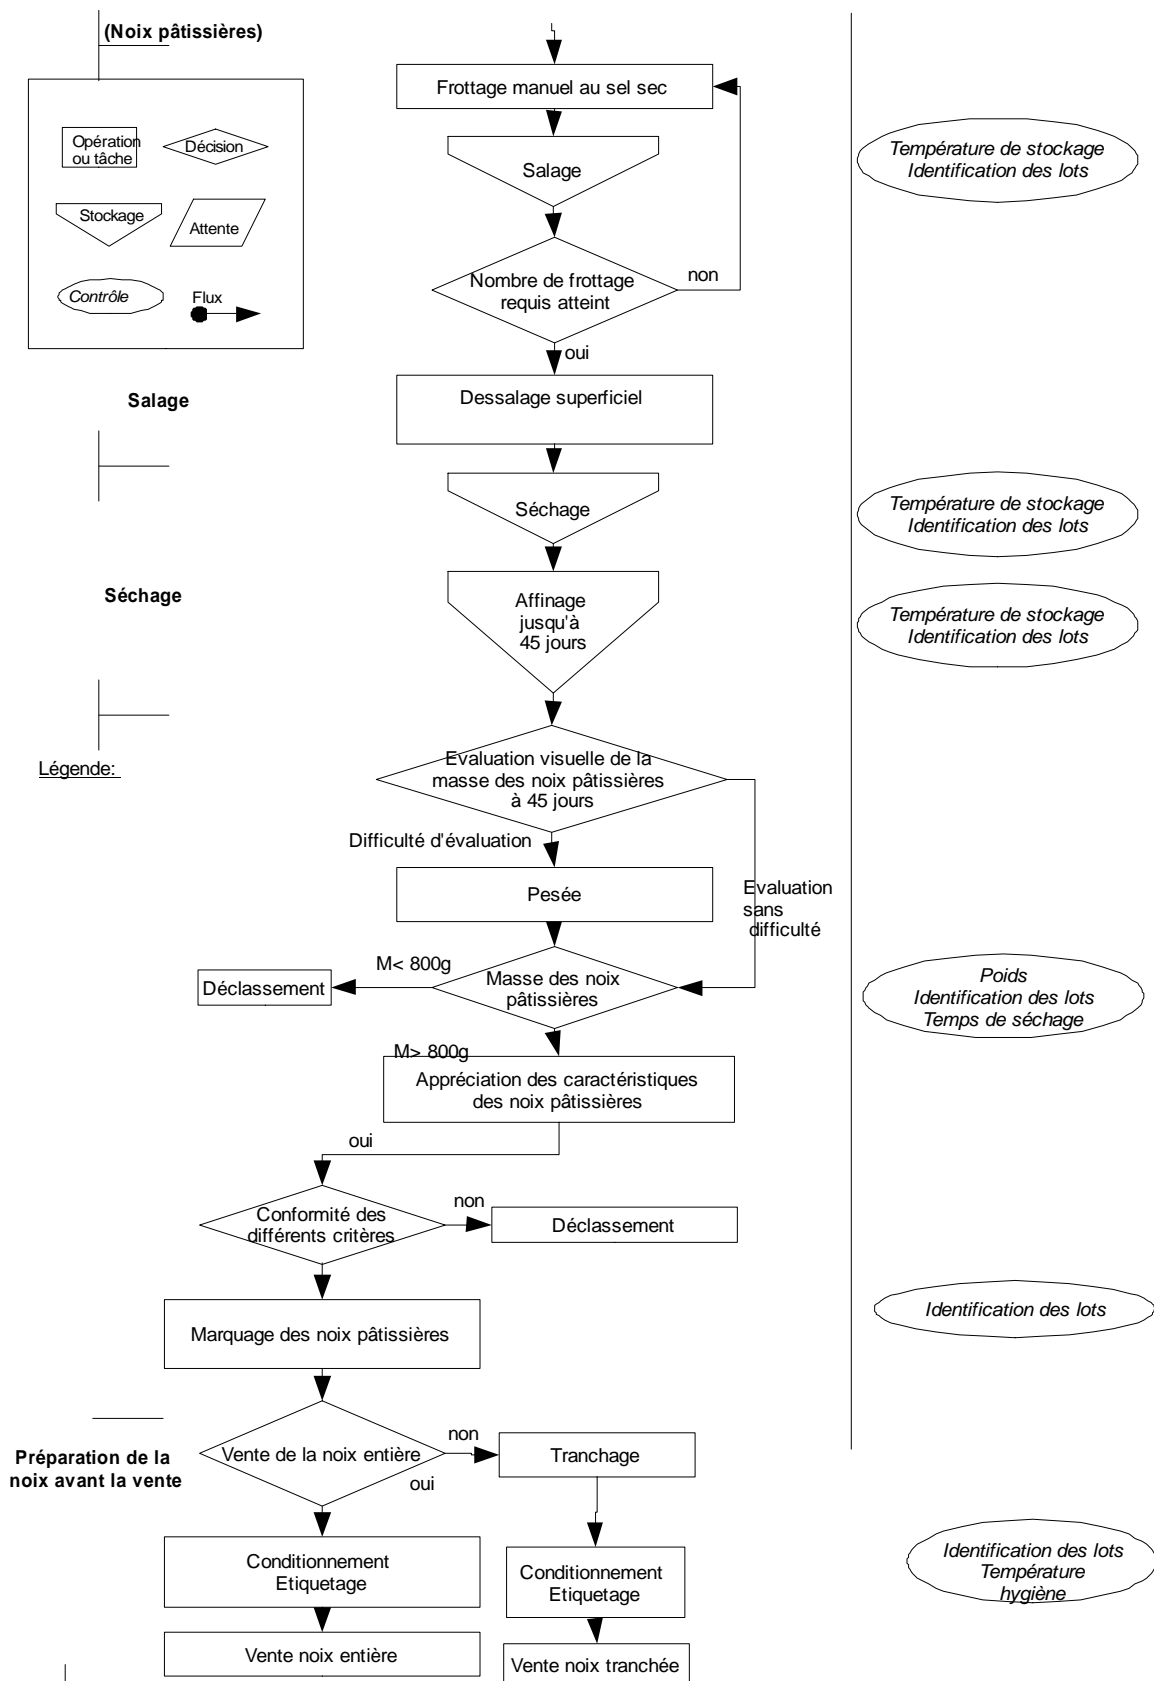 (Noix pâtissières)
Opération
ou tâche
Décision
Stockage
Attente
Contrôle
Flux
Frottage manuel au sel sec
Salage
Température de stockage
Identification des lots
Nombre de frottage
requis atteint
non
oui
Dessalage superficiel
Salage
Séchage
Température de stockage
Identification des lots
Séchage
Affinage
jusqu'à
45 jours
Température de stockage
Identification des lots
Légende:
Evaluation visuelle de la
masse des noix pâtissières
à 45 jours
Difficulté d'évaluation
Evaluation
sans
difficulté
Pesée
M< 800g
Déclassement
Masse des noix
pâtissières
Poids
Identification des lots
Temps de séchage
M> 800g
Appréciation des caractéristiques
des noix pâtissières
oui
Conformité des
différents critères
non
Déclassement
Marquage des noix pâtissières
Identification des lots
Préparation de la
noix avant la vente
Vente de la noix entière
non
oui
Tranchage
Conditionnement
Etiquetage
Conditionnement
Etiquetage
Identification des lots
Température
hygiène
Vente noix entière
Vente noix tranchée